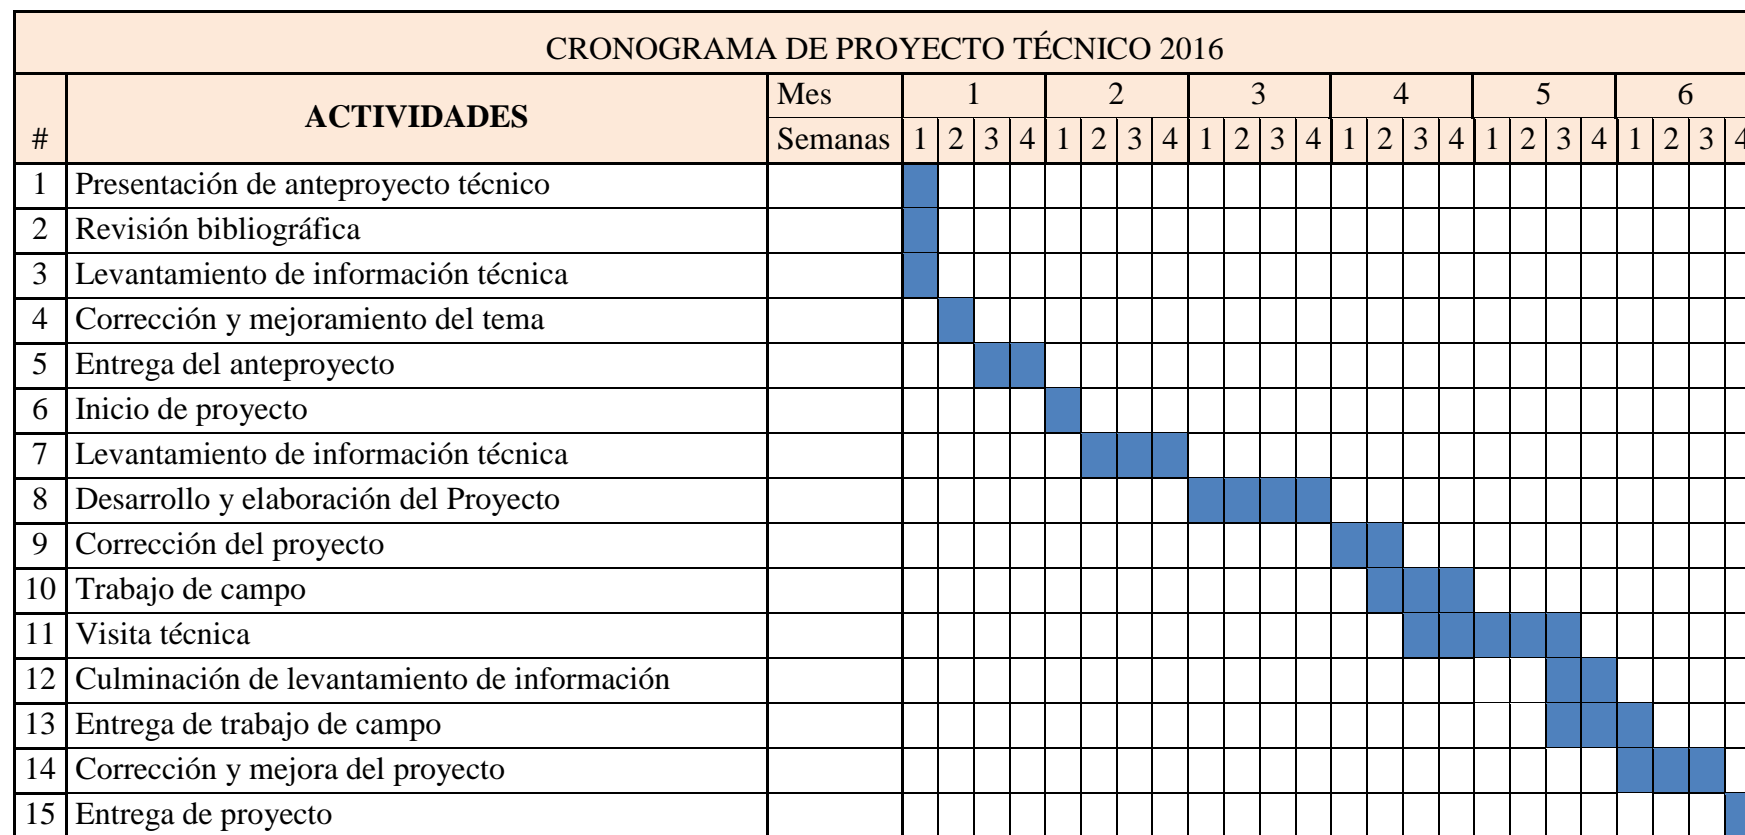 CRONOGRAMA DE PROYECTO TÉCNICO 2016
# ACTIVIDADES Mes 1 2 3 4 5 6
Semanas 1 2 3 4 1 2 3 4 1 2 3 4 1 2 3 4 1 2 3 4 1 2 3 4
1 Presentación de anteproyecto técnico
2 Revisión bibliográfica
3 Levantamiento de información técnica
4 Corrección y mejoramiento del tema
5 Entrega del anteproyecto
6 Inicio de proyecto
7 Levantamiento de información técnica
8 Desarrollo y elaboración del Proyecto
9 Corrección del proyecto
10 Trabajo de campo
11 Visita técnica
12 Culminación de levantamiento de información
13 Entrega de trabajo de campo
14 Corrección y mejora del proyecto
15 Entrega de proyecto